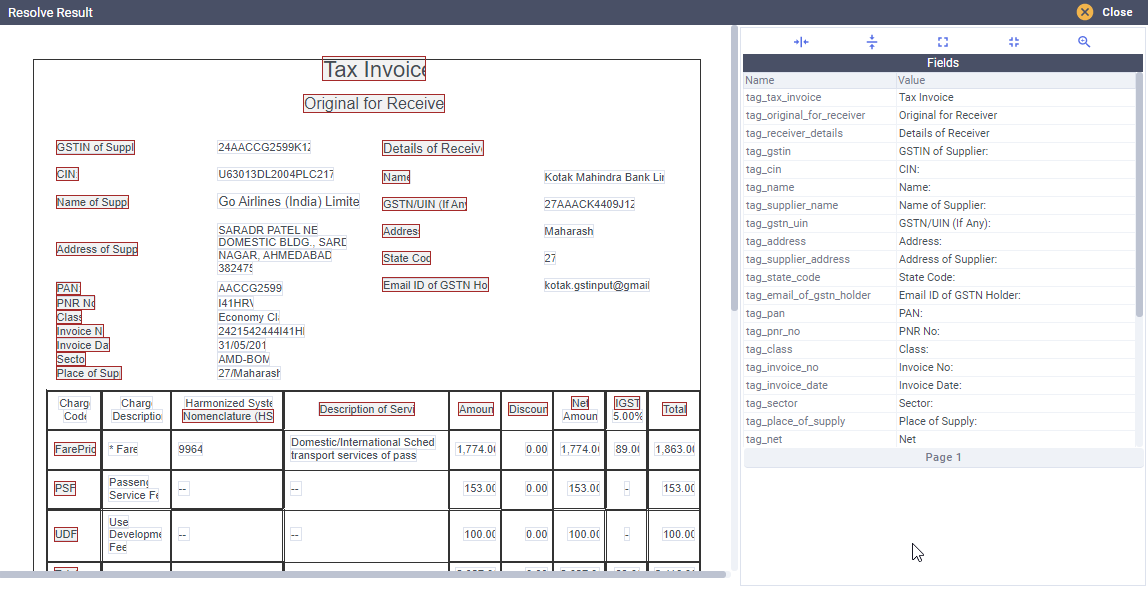 Resolve Result
Close
Tax Invoice
Original for Receive
GSTIN of Suppl
24AACCG2599K1Z
Details of Receiv
CIN
U63013DL2004PLC217
Name
Kotak Mahindra Bank Lir
Name of Suppl
Go Airlines (India) Limite
GSTN/UIN (If Any
27AAACK4409J1Z
Address of Supp
SARADR PATEL NE
DOMESTIC BLDG., SARD
NAGAR, AHMEDABAD
382475
Address
Maharash
State Cod
27
PAN
AACCG2599
Email ID of GSTN Ho
kotak.gstinput@gmail
PNR No
I41HRV
Class
Economy Cl
Invoice N
2421542444I41H
Invoice Da
31/05/201
Secto
AMD-BOM
Place of Supp
27/Maharash
Charg
Code
Charg
Descriptio
Harmonized Syste
Nomenclature (HS
Description of Servi
Amoun
Discoun
Net
Amoun
IGST
5.00%
Total
FarePric
* Fare
9964
Domestic/International Sched
transport services of pass
1,774.0
0.00
1,774.0
89.0
1,863.0
PSF
Passeng
Service Fe
--
--
153.00
0.00
153.00
-
153.00
UDF
Use
Developme
Fee
--
--
100.00
0.00
100.00
-
100.00
Fields
Name Value
tag_tax_invoice Tax Invoice
tag_original_for_receiver Original for Receiver
tag_receiver_details Details of Receiver
tag_gstin GSTIN of Supplier:
tag_cin CIN:
tag_name Name:
tag_supplier_name Name of Supplier:
tag_gstn_uin GSTN/UIN (If Any):
tag_address Address:
tag_supplier_address Address of Supplier:
tag_state_code State Code:
tag_email_of_gstn_holder Email ID of GSTN Holder:
tag_pan PAN:
tag_pnr_no PNR No:
tag_class Class:
tag_invoice_no Invoice No:
tag_invoice_date Invoice Date:
tag_sector Sector:
tag_place_of_supply Place of Supply:
tag_net Net
Page 1